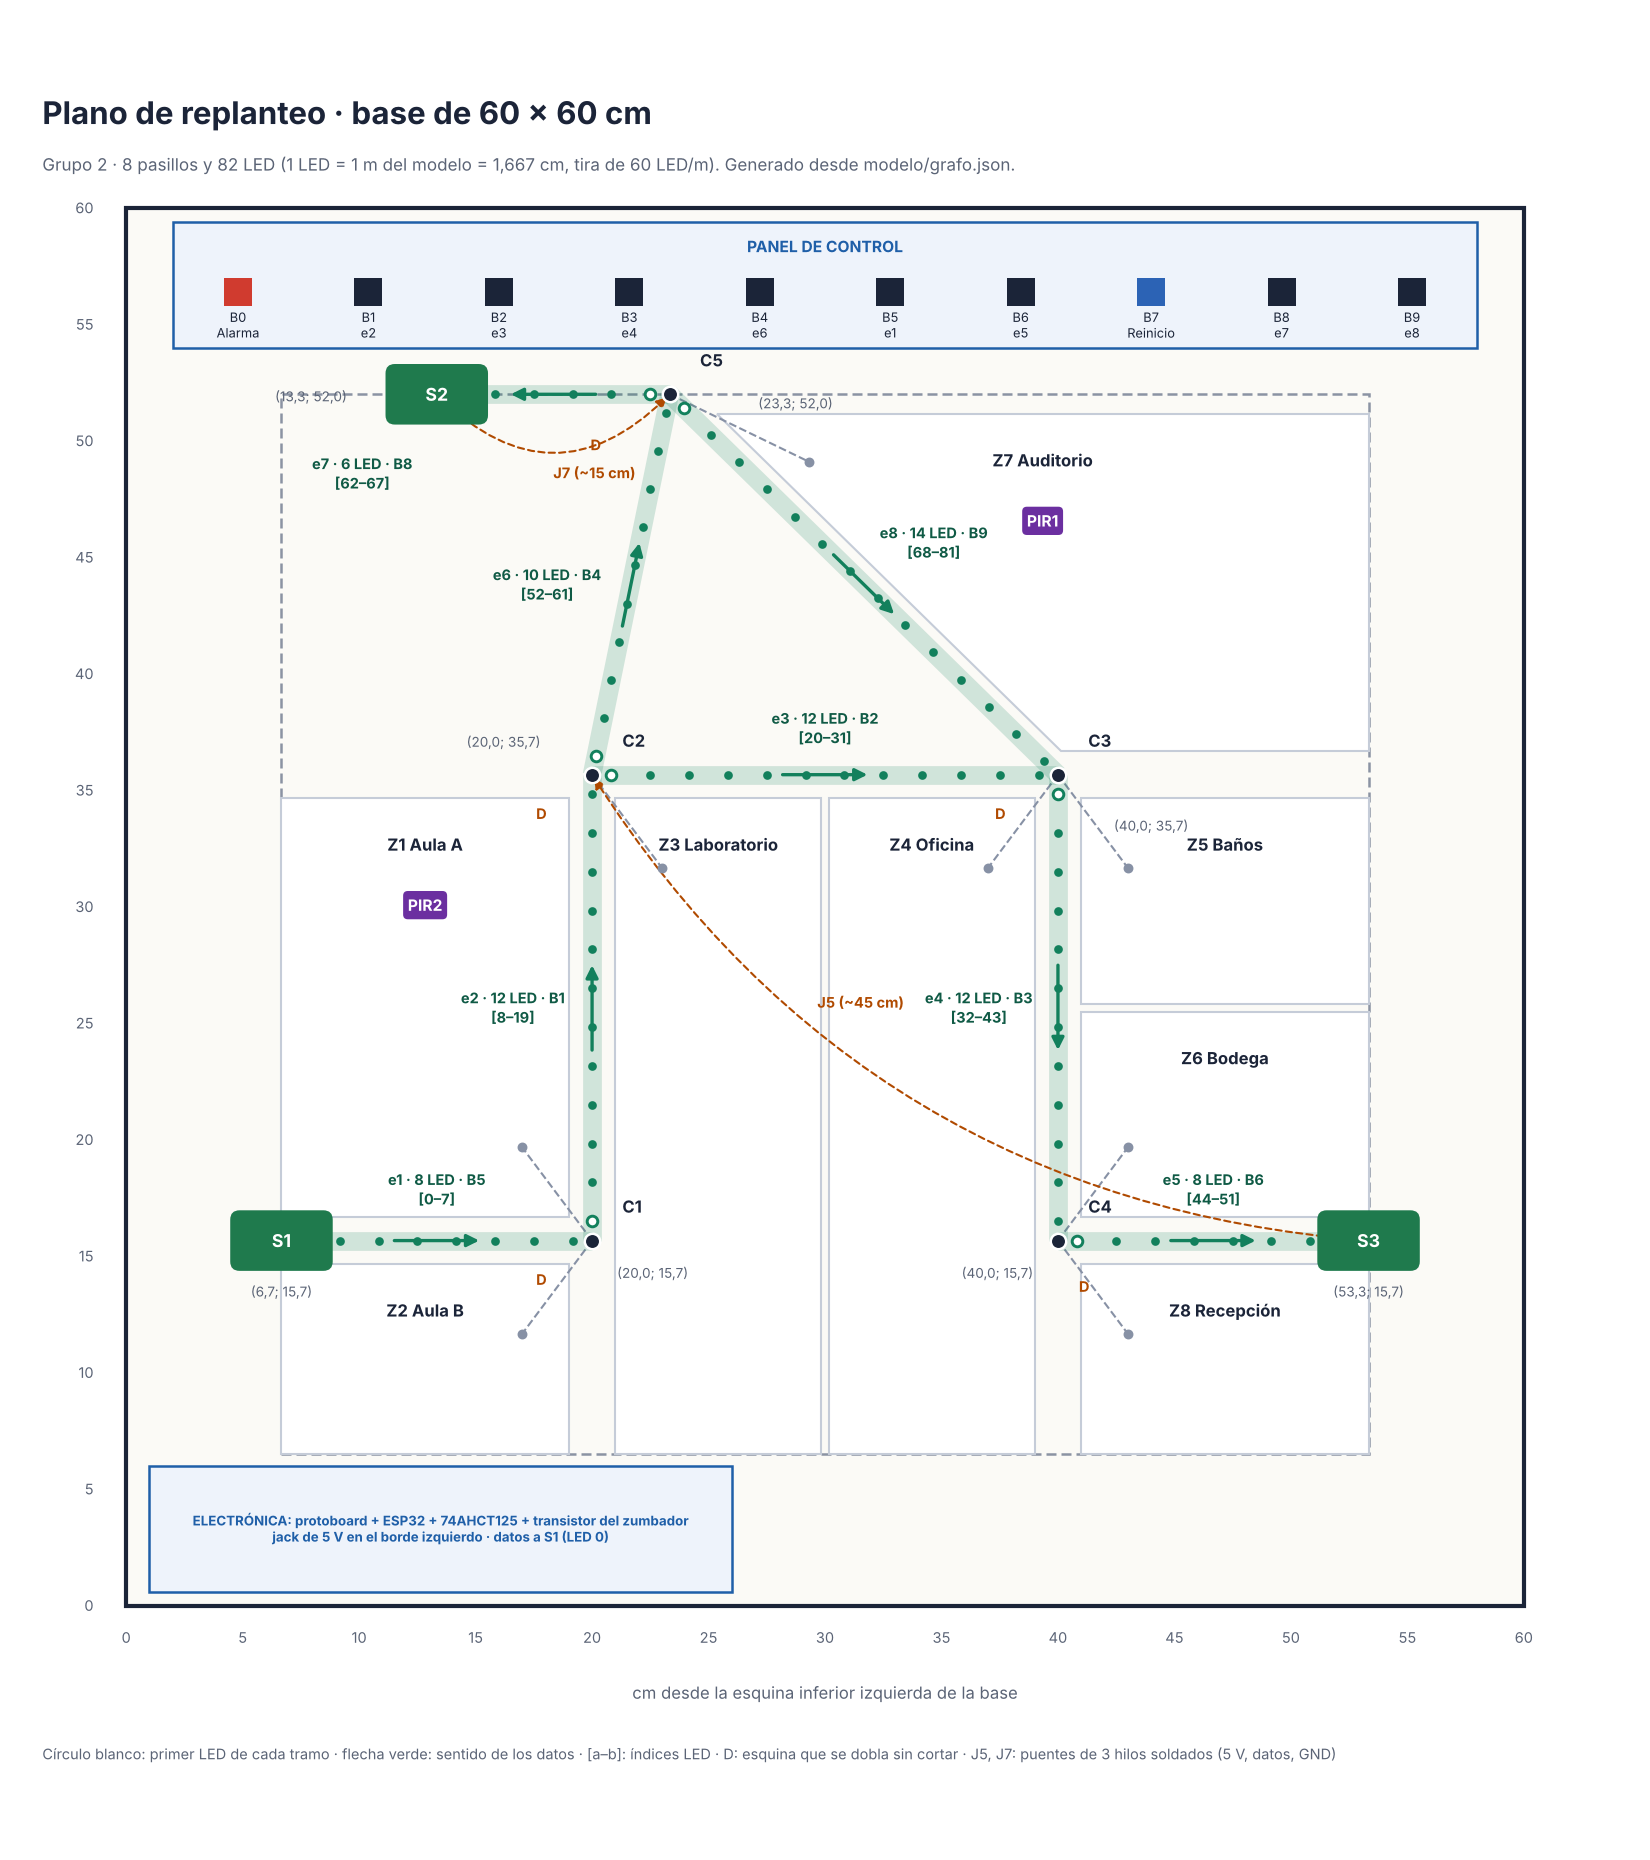 Plano de replanteo · base de 60 × 60 cm
Grupo 2 · 8 pasillos y 82 LED (1 LED = 1 m del modelo = 1,667 cm, tira de 60 LED/m). Generado desde modelo/grafo.json.
60
PANEL DE CONTROL
B0
Alarma
B1
e2
B2
e3
B3
e4
B4
e6
B5
e1
B6
e5
B7
Reinicio
B8
e7
B9
e8
55
C5
S2
(13,3; 52,0)
(23,3; 52,0)
50
D
J7 (~15 cm)
e7 · 6 LED · B8
[62–67]
Z7 Auditorio
PIR1
e8 · 14 LED · B9
[68–81]
45
e6 · 10 LED · B4
[52–61]
40
e3 · 12 LED · B2
[20–31]
(20,0; 35,7)
C2
C3
35
D
D
(40,0; 35,7)
Z1 Aula A
Z3 Laboratorio
Z4 Oficina
Z5 Baños
30
PIR2
e2 · 12 LED · B1
[8–19]
J5 (~45 cm)
e4 · 12 LED · B3
[32–43]
25
Z6 Bodega
20
e1 · 8 LED · B5
[0–7]
e5 · 8 LED · B6
[44–51]
C1
C4
S1
S3
15
D
(20,0; 15,7)
(40,0; 15,7)
D
(6,7; 15,7)
(53,3; 15,7)
Z2 Aula B
Z8 Recepción
10
5
ELECTRÓNICA: protoboard + ESP32 + 74AHCT125 + transistor del zumbador
jack de 5 V en el borde izquierdo · datos a S1 (LED 0)
0
0 5 10 15 20 25 30 35 40 45 50 55 60
cm desde la esquina inferior izquierda de la base
Círculo blanco: primer LED de cada tramo · flecha verde: sentido de los datos · [a–b]: índices LED · D: esquina que se dobla sin cortar · J5, J7: puentes de 3 hilos soldados (5 V, datos, GND)